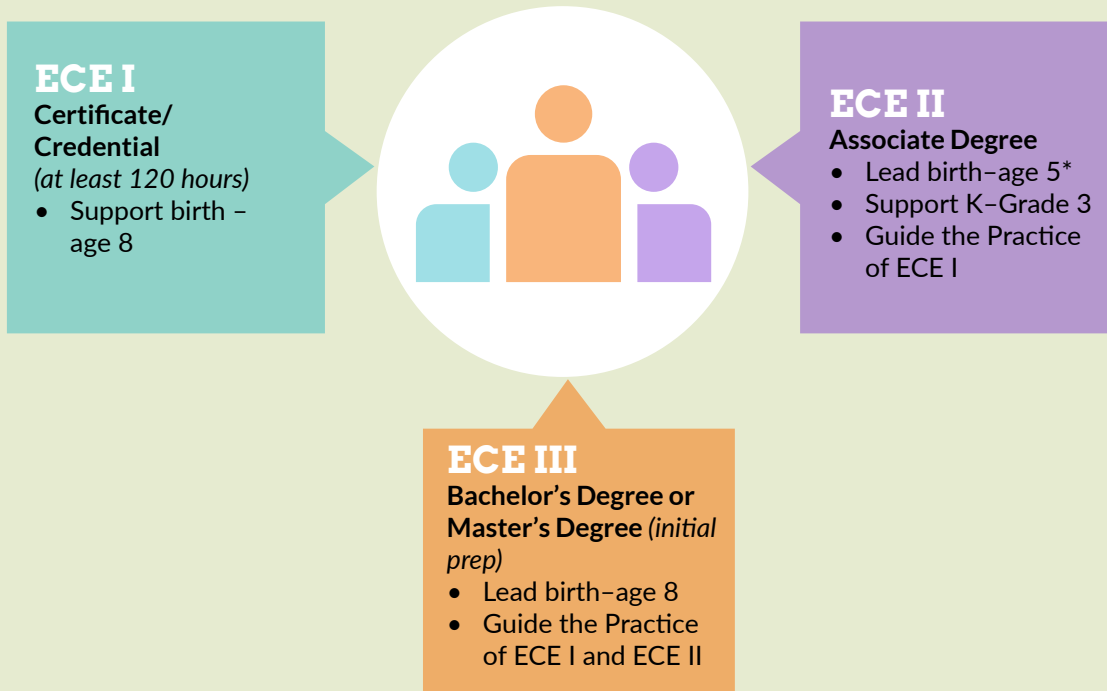 ECE I
Certificate/
Credential
(at least 120 hours)
• Support birth –
age 8
ECE II
Associate Degree
• Lead birth–age 5*
• Support K–Grade 3
• Guide the Practice
of ECE I
ECE III
Bachelor’s Degree or
Master’s Degree (initial
prep)
• Lead birth–age 8
• Guide the Practice
of ECE I and ECE II